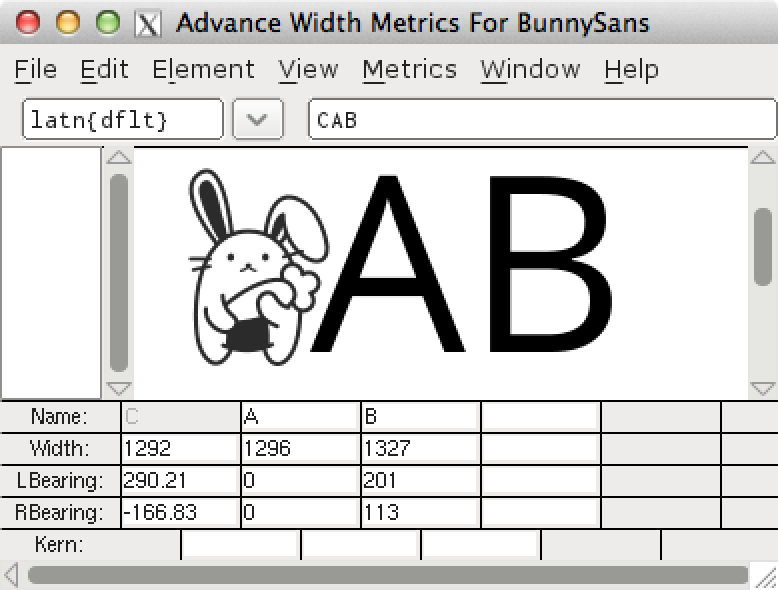 X Advance Width Metrics For BunnySans
File Edit Element View Metrics Window Help
latn{dflt} CAB
AB
Name: C A B
Width: 1292 1296 1327
LBearing: 290.21 0 201
RBearing: -166.83 0 113
Kern: